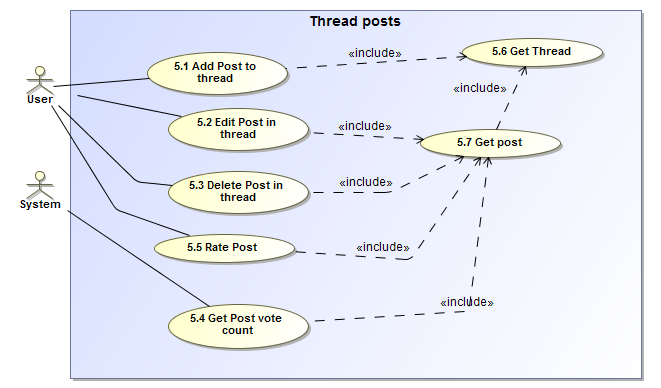 Thread posts
5.6 Get Thread
«include»
5.1 Add Post to
thread
«include»
User
5.2 Edit Post in
thread
«include»
5.7 Get post
5.3 Delete Post in
thread
«include»
System
5.5 Rate Post
«include»
«include»
5.4 Get Post vote
count